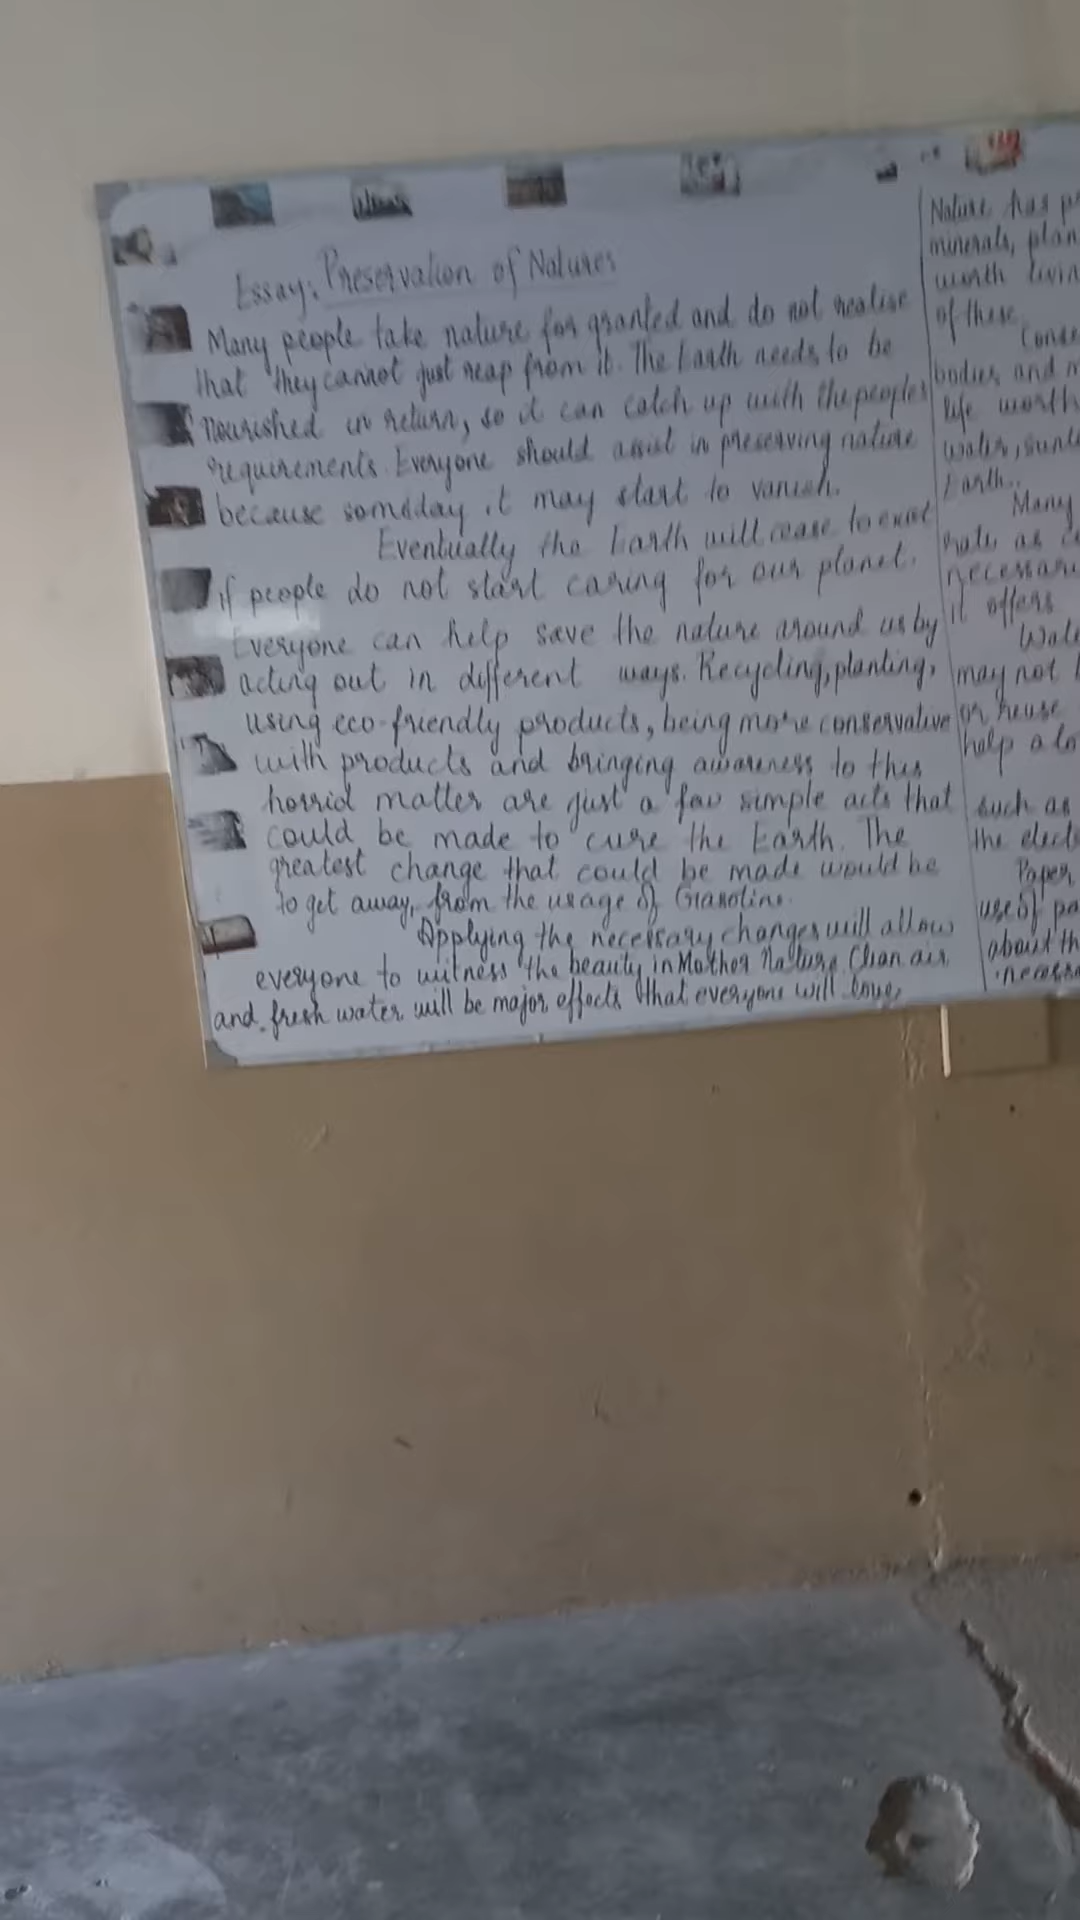 Essay: Preservation of Natures
Many people take nature for granted and do not realise
that they cannot just reap from it. The Earth needs to be
nourished in return, so it can catch up with the peoples
requirements. Everyone should assist in preserving nature
because someday it may start to vanish.
Eventually the Earth will cease to exist
if people do not start caring for our planet.
Everyone can help save the nature around us by
acting out in different ways. Recycling, planting,
using eco-friendly products, being more conservative
with products and bringing awareness to this
horrid matter are just a few simple acts that
could be made to cure the Earth. The
greatest change that could be made would be
to get away, from the usage of Gasoline.
Applying the necessary changes will allow
everyone to witness the beauty in Mother Nature. Clean air
and fresh water will be major effects that everyone will love,
Nature has
minerals,
worth
of these
bodies and
life worth
water,
Earth..
Many
as
it offers
may not
or reuse
help a
such as
the
Paper
use of
about